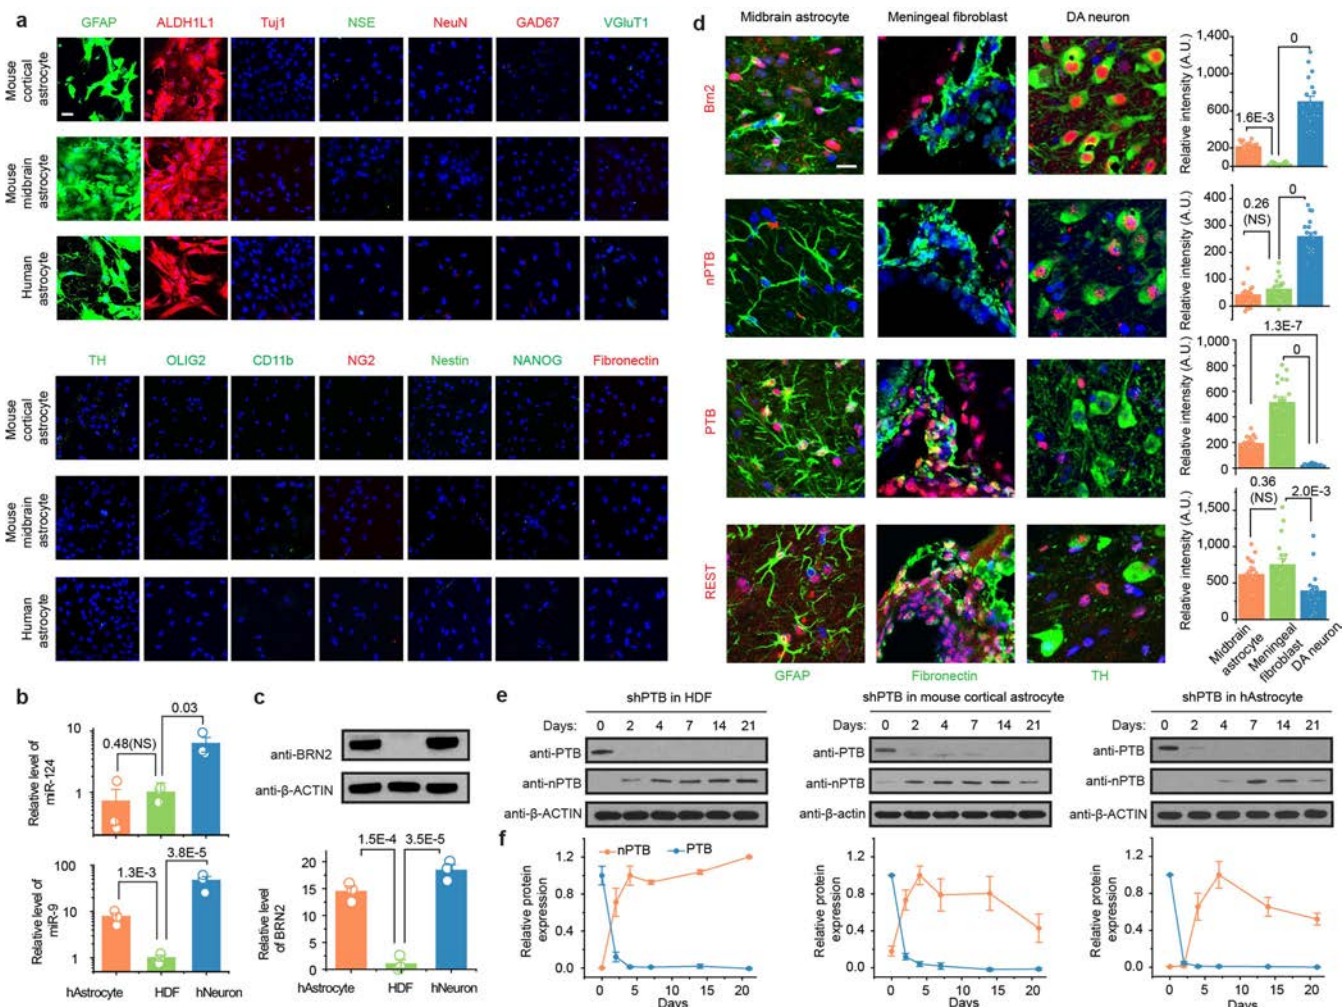 a
GFAP ALDH1L1 Tuj1 NSE NeuN GAD67 VGluT1
Mouse cortical astrocyte
Mouse midbrain astrocyte
Human astrocyte
TH OLIG2 CD11b NG2 Nestin NANOG Fibronectin
Mouse cortical astrocyte
Mouse midbrain astrocyte
Human astrocyte
b
0.03
0.48(NS)
10
1
Relative level of miR-124
3.8E-5
1.3E-3
100
10
1
Relative level of miR-9
hAstrocyte HDF hNeuron
c
anti-BRN2
anti-β-ACTIN
1.5E-4 3.5E-5
20
15
10
5
0
Relative level of BRN2
hAstrocyte HDF hNeuron
d
Midbrain astrocyte Meningeal fibroblast DA neuron
Brn2
Relative intensity (A.U.)
1,400
1,000
600
200
0
0
1.6E-3
nPTB
Relative intensity (A.U.)
400
300
200
100
0
0.26 (NS)
0
PTB
Relative intensity (A.U.)
1,000
800
600
400
200
0
1.3E-7
0
REST
Relative intensity (A.U.)
1,500
1,000
500
0
0.36 (NS)
2.0E-3
Midbrain astrocyte
Meningeal fibroblast
DA neuron
GFAP Fibronectin TH
e
shPTB in HDF
Days: 0 2 4 7 14 21
anti-PTB
anti-nPTB
anti-β-ACTIN
shPTB in mouse cortical astrocyte
Days: 0 2 4 7 14 21
anti-PTB
anti-nPTB
anti-β-actin
shPTB in hAstrocyte
Days: 0 2 4 7 14 21
anti-PTB
anti-nPTB
anti-β-ACTIN
f
nPTB PTB
Relative protein expression
1.2
0.8
0.4
0.0
0 5 10 15 20
Days
Relative protein expression
1.2
0.8
0.4
0.0
0 5 10 15 20
Days
Relative protein expression
1.2
0.8
0.4
0.0
0 5 10 15 20
Days